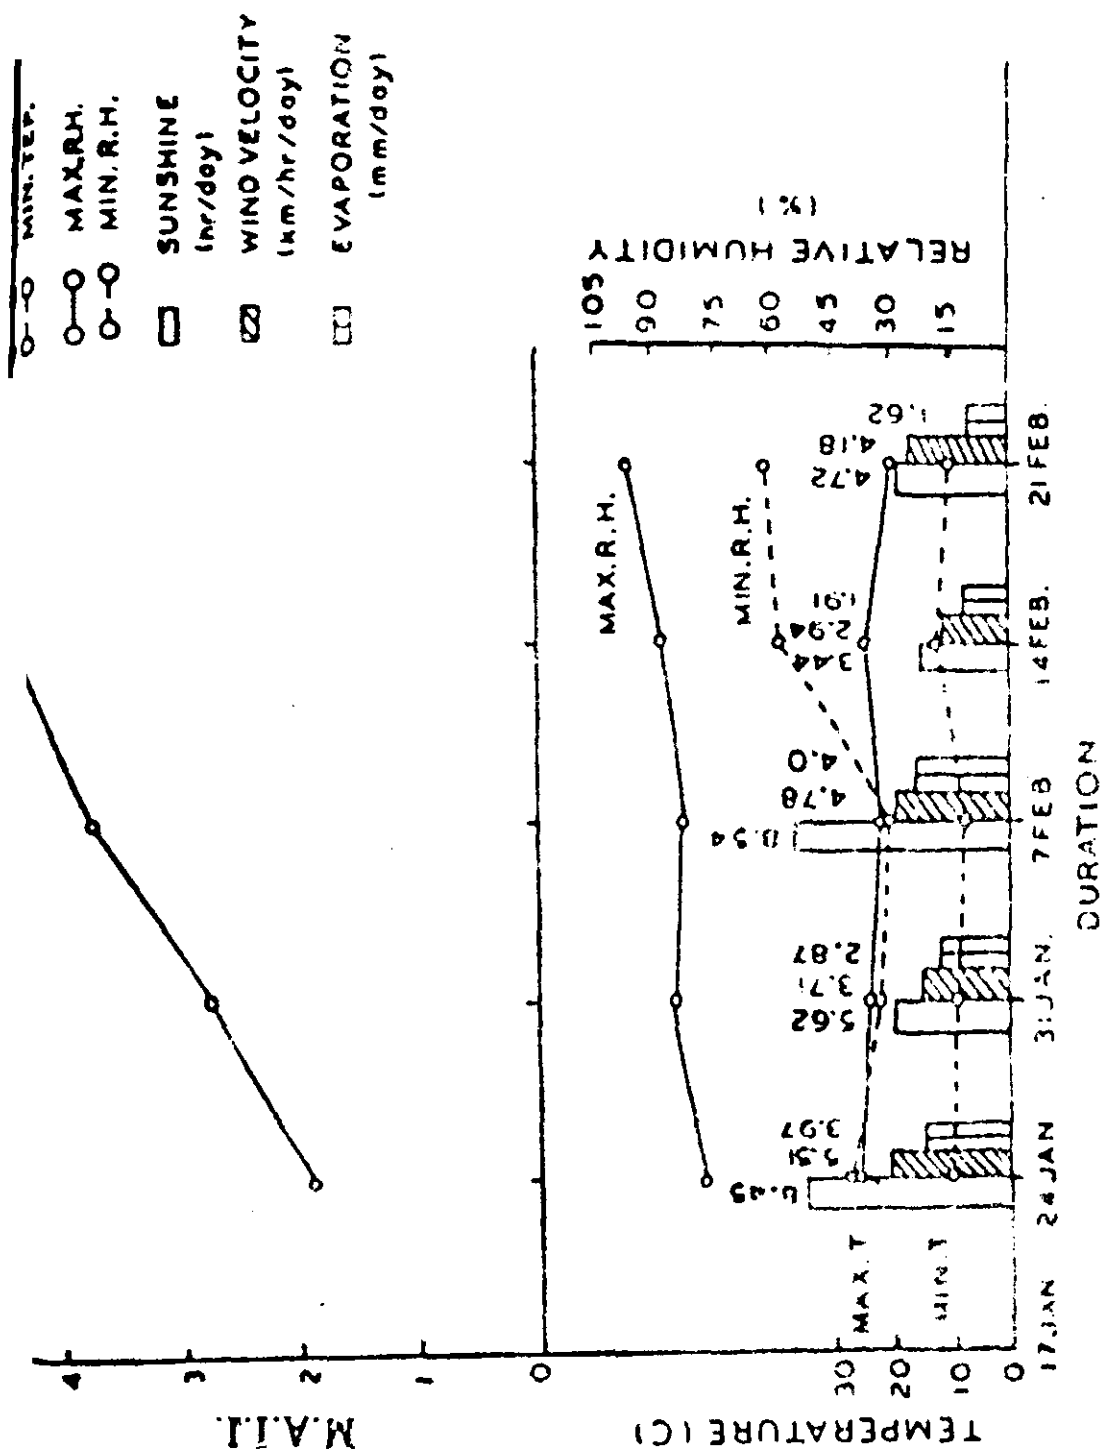 MIN. TEP.
MAX.R.H.
MIN. R.H.
SUNSHINE
(hr/day)
WIND VELOCITY
(km/hr/day)
EVAPORATION
(mm/day)
M.A.I.I.
4
3
2
1
0
MAX.R.H.
MIN.R.H.
MAX. T
MIN. T
TEMPERATURE (C)
30
20
10
0
RELATIVE HUMIDITY
(%)
105
90
75
60
45
30
15
3.97
5.62
3.71
2.87
4.78
4.0
3.44
2.94
1.91
4.72
4.18
1.62
17 JAN
24 JAN
31 JAN.
7 FEB
14 FEB.
21 FEB.
DURATION